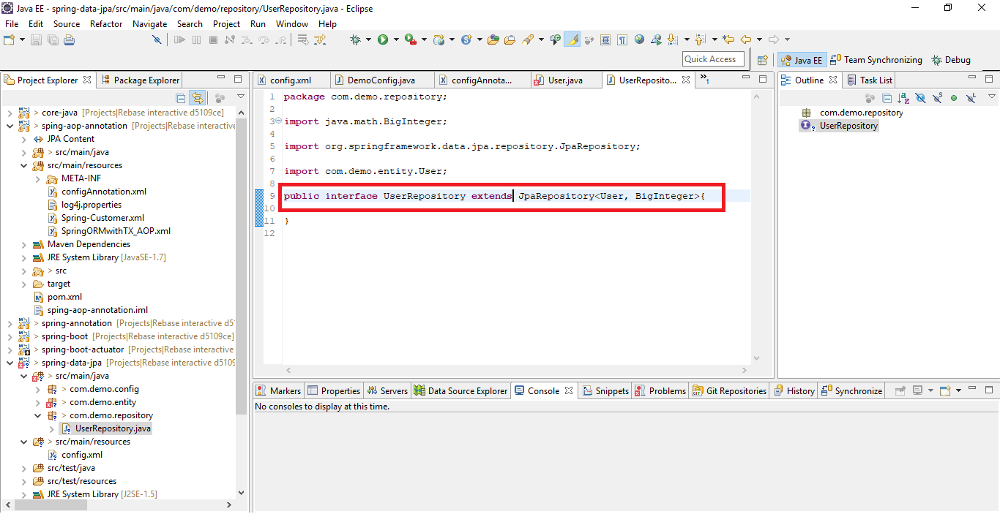 Java EE - spring-data-jpa/src/main/java/com/demo/repository/UserRepository.java - Eclipse
File Edit Source Refactor Navigate Search Project Run Window Help
Quick Access
Java EE
Team Synchronizing
Debug
Project Explorer
Package Explorer
> core-java [Projects|Rebase interactive d5109ce]
> sping-aop-annotation [Projects|Rebase interactive
JPA Content
> src/main/java
src/main/resources
META-INF
configAnnotation.xml
log4j.properties
Spring-Customer.xml
SpringORMwithTX_AOP.xml
Maven Dependencies
JRE System Library [JavaSE-1.7]
> src
target
pom.xml
sping-aop-annotation.iml
> spring-annotation [Projects|Rebase interactive d51
> spring-boot [Projects|Rebase interactive d5109ce]
> spring-boot-actuator [Projects|Rebase interactive
> spring-data-jpa [Projects|Rebase interactive d5109
> src/main/java
> com.demo.config
> com.demo.entity
> com.demo.repository
UserRepository.java
> src/main/resources
config.xml
src/test/java
src/test/resources
JRE System Library [J2SE-1.5]
config.xml
DemoConfig.java
configAnnota...
User.java
UserReposito...
»1
1 package com.demo.repository;
2
3 import java.math.BigInteger;
4
5 import org.springframework.data.jpa.repository.JpaRepository;
6
7 import com.demo.entity.User;
8
9 public interface UserRepository extends JpaRepository<User, BigInteger>{
10
11 }
12
Outline
Task List
com.demo.repository
UserRepository
Markers
Properties
Servers
Data Source Explorer
Console
Snippets
Problems
Git Repositories
History
Synchronize
No consoles to display at this time.